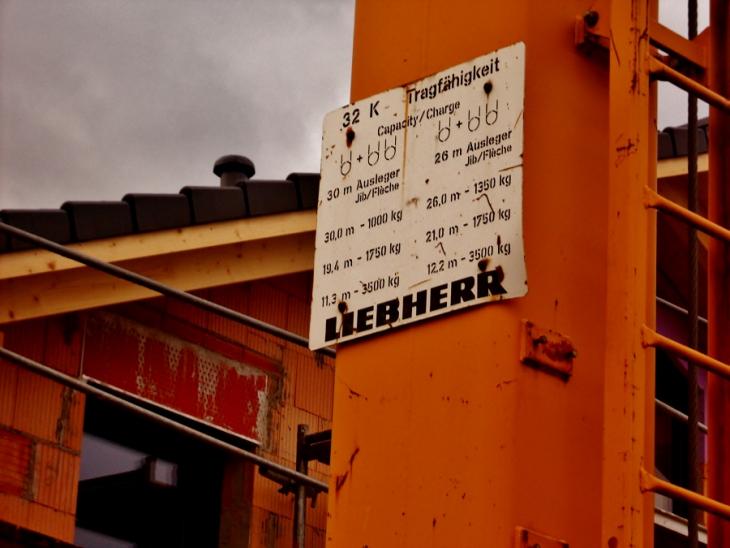 32 K Tragfähigkeit
Capacity/Charge
30 m Ausleger
Jib/Flèche
30,0 m - 1000 kg
19,4 m - 1750 kg
11,3 m - 3500 kg
26 m Ausleger
Jib/Flèche
26,0 m - 1350 kg
21,0 m - 1750 kg
12,2 m - 3500 kg
LIEBHERR